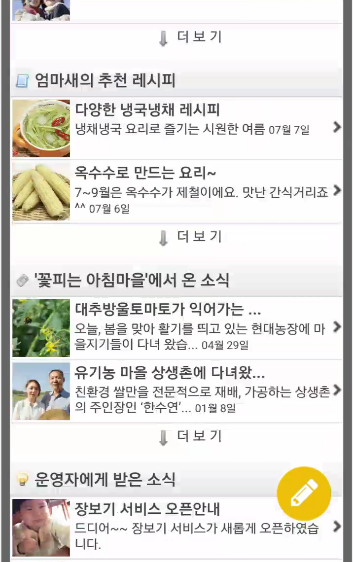 더 보 기
엄마새의 추천 레시피
다양한 냉국냉채 레시피
냉채냉국 요리로 즐기는 시원한 여름 07월 7일
옥수수로 만드는 요리~
7~9월은 옥수수가 제철이에요. 맛난 간식거리죠
^^ 07월 6일
더 보 기
'꽃피는 아침마을'에서 온 소식
대추방울토마토가 익어가는 ...
오늘, 봄을 맞아 활기를 띄고 있는 현대농장에 마
을지기들이 다녀 왔습... 04월 29일
유기농 마을 상생촌에 다녀왔...
친환경 쌀만을 전문적으로 재배, 가공하는 상생촌
의 주인장인 '한수연'... 01월 8일
더 보 기
운영자에게 받은 소식
장보기 서비스 오픈안내
드디어~~ 장보기 서비스가 새롭게 오픈하였습
니다.